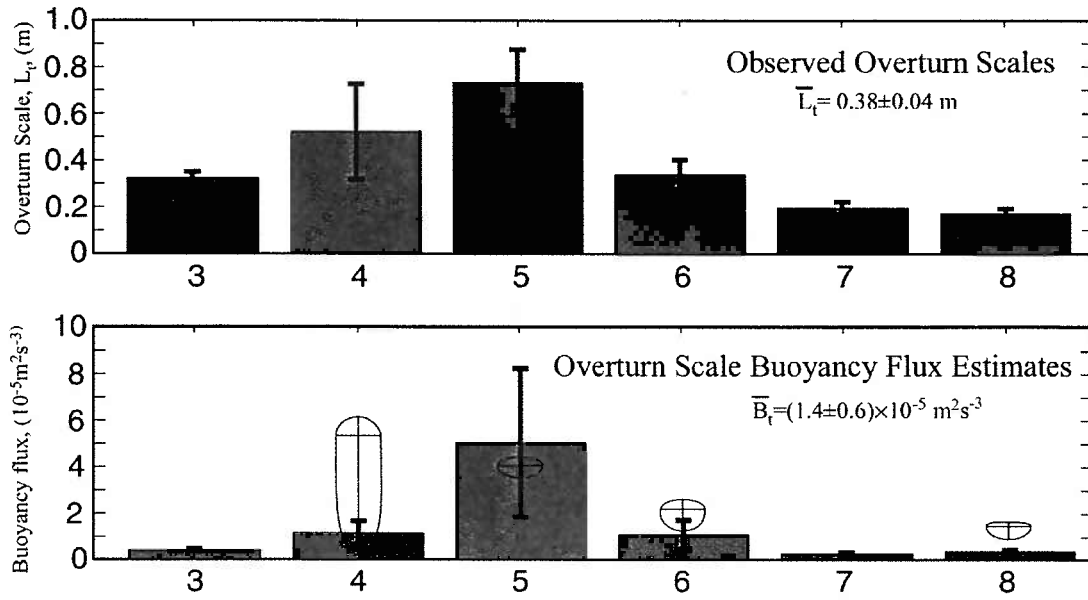 Overturn Scale, L_t, (m)
1.0
0.8
0.6
0.4
0.2
0
Observed Overturn Scales
L̅_t= 0.38±0.04 m
3 4 5 6 7 8
Buoyancy flux, (10⁻⁵m²s⁻³)
10
8
6
4
2
0
Overturn Scale Buoyancy Flux Estimates
B̅_t=(1.4±0.6)×10⁻⁵ m²s⁻³
3 4 5 6 7 8